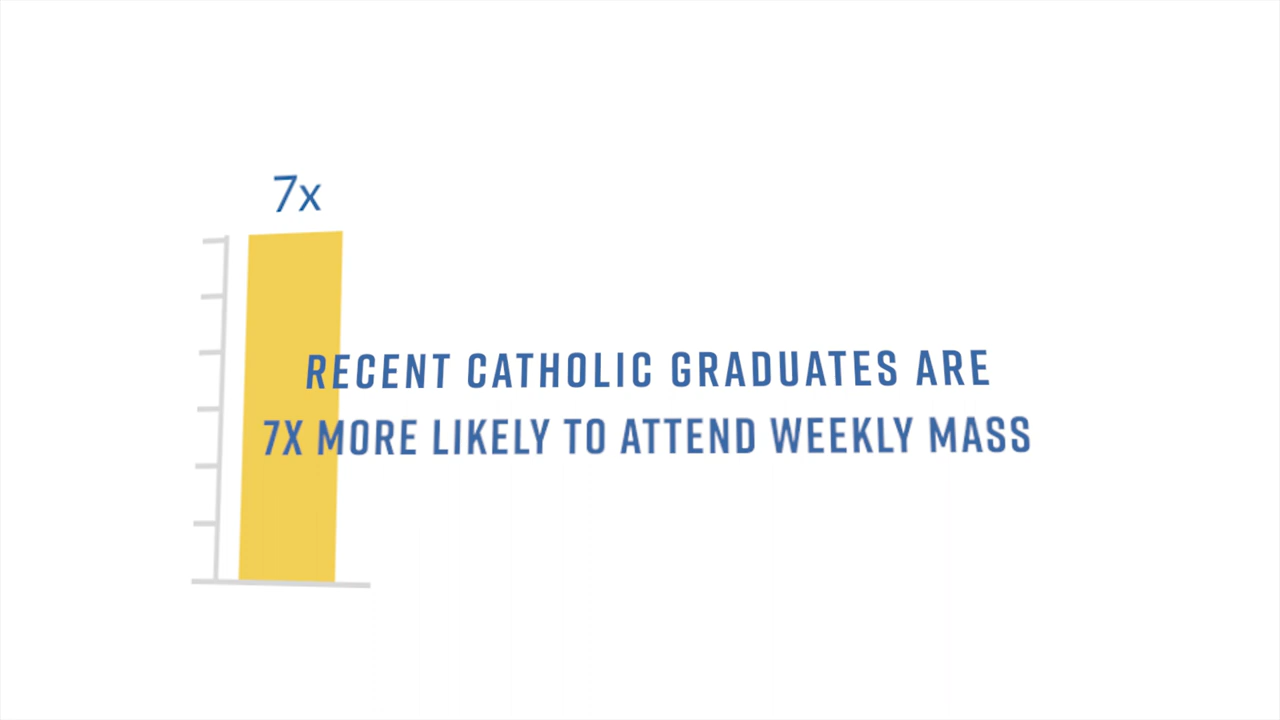 7x
RECENT CATHOLIC GRADUATES ARE
7X MORE LIKELY TO ATTEND WEEKLY MASS